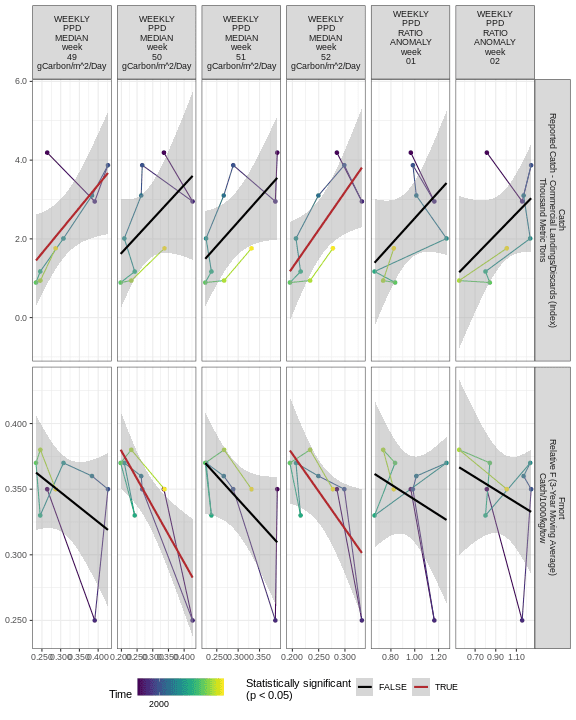 WEEKLY
PPD
MEDIAN
week
49
gCarbon/m^2/Day
WEEKLY
PPD
MEDIAN
week
50
gCarbon/m^2/Day
WEEKLY
PPD
MEDIAN
week
51
gCarbon/m^2/Day
WEEKLY
PPD
MEDIAN
week
52
gCarbon/m^2/Day
WEEKLY
PPD
RATIO
ANOMALY
week
01
WEEKLY
PPD
RATIO
ANOMALY
week
02
6.0
4.0
2.0
0.0
Catch
Reported Catch - Commercial Landings/Discards (Index)
Thousand Metric Tons
0.400
0.350
0.300
0.250
Fmort
Relative F (3-Year Moving Average)
Catch/1000/kg/tow
0.250 0.300 0.350 0.400
0.200 0.250 0.300 0.350 0.400
0.250 0.300 0.350
0.200 0.250 0.300
0.80 1.00 1.20
0.70 0.90 1.10
Time
2000
Statistically significant
(p < 0.05)
FALSE
TRUE